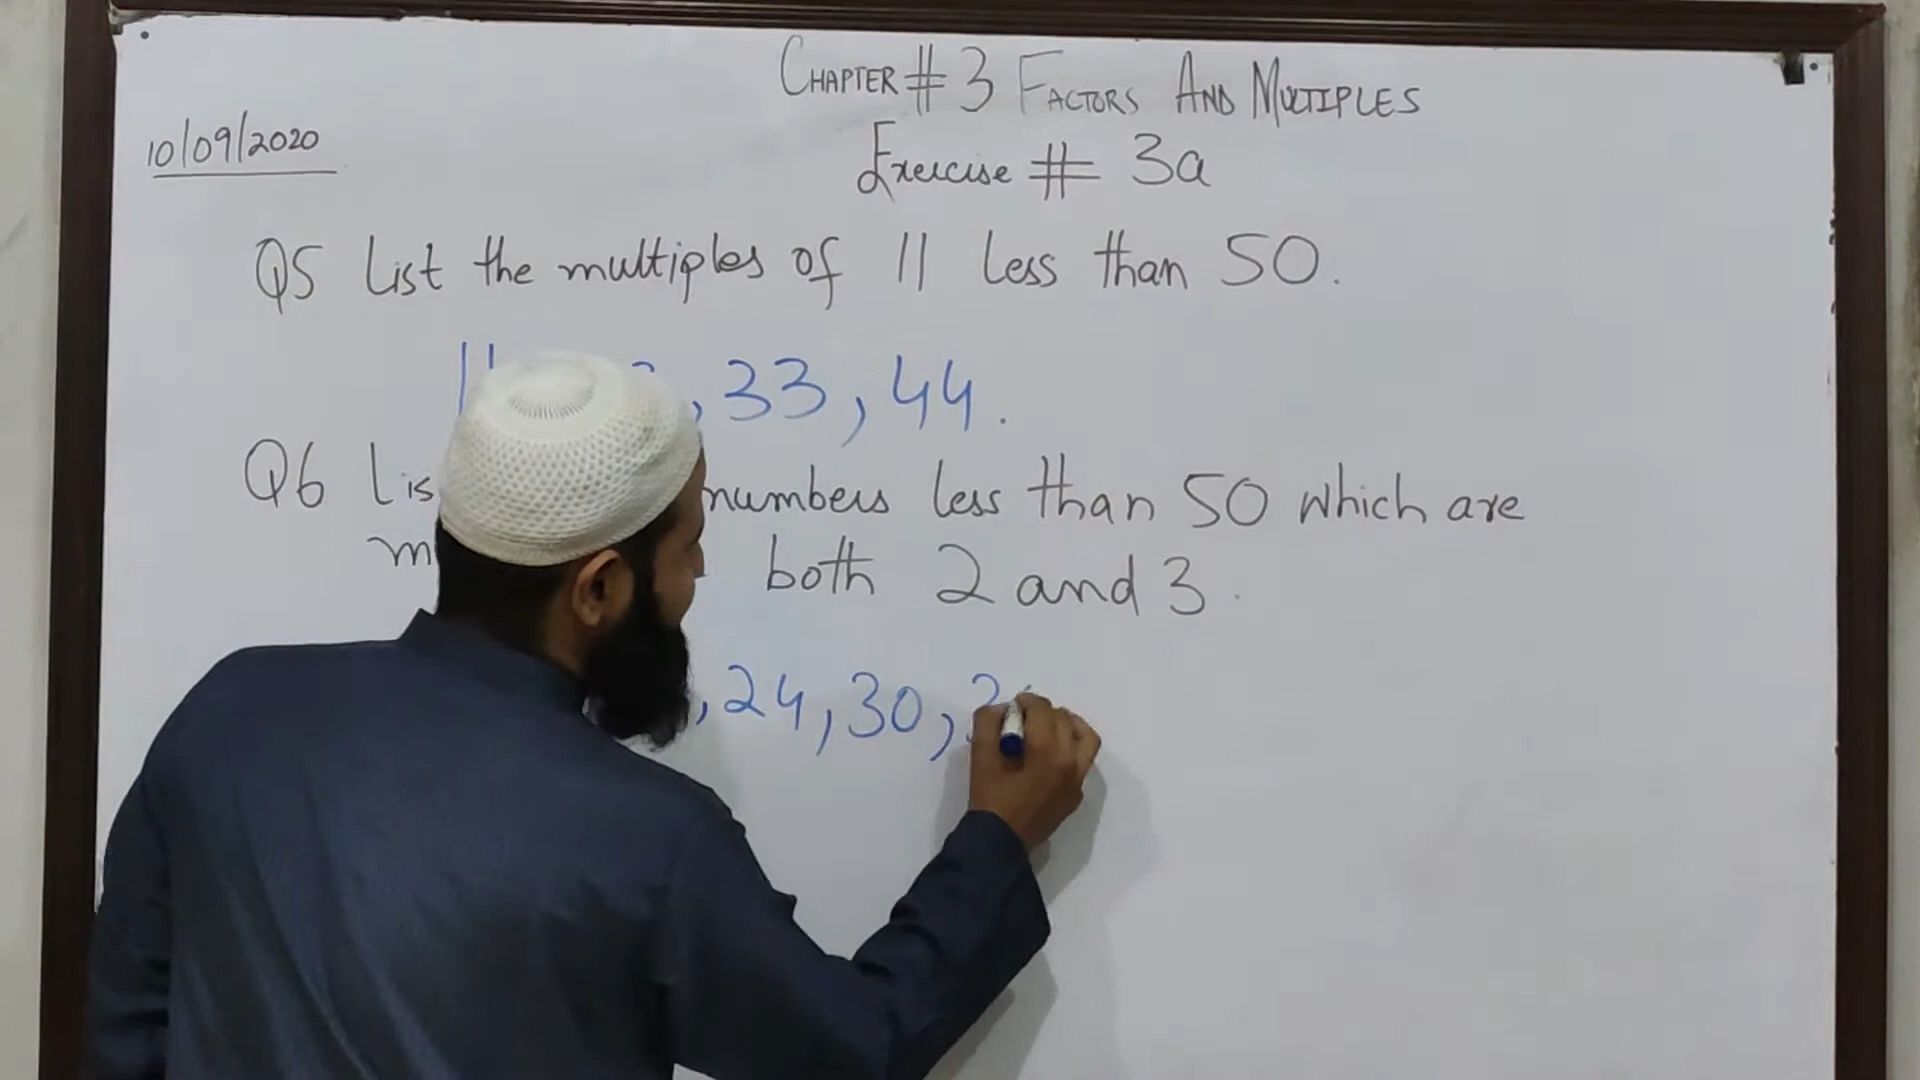 CHAPTER # 3 FACTORS AND MULTIPLES
10/09/2020
Exercise # 3a
Q5 List the multiples of 11 less than 50.
11, 33, 44.
Q6 numbers less than 50 which are
both 2 and 3.
, 24, 30,